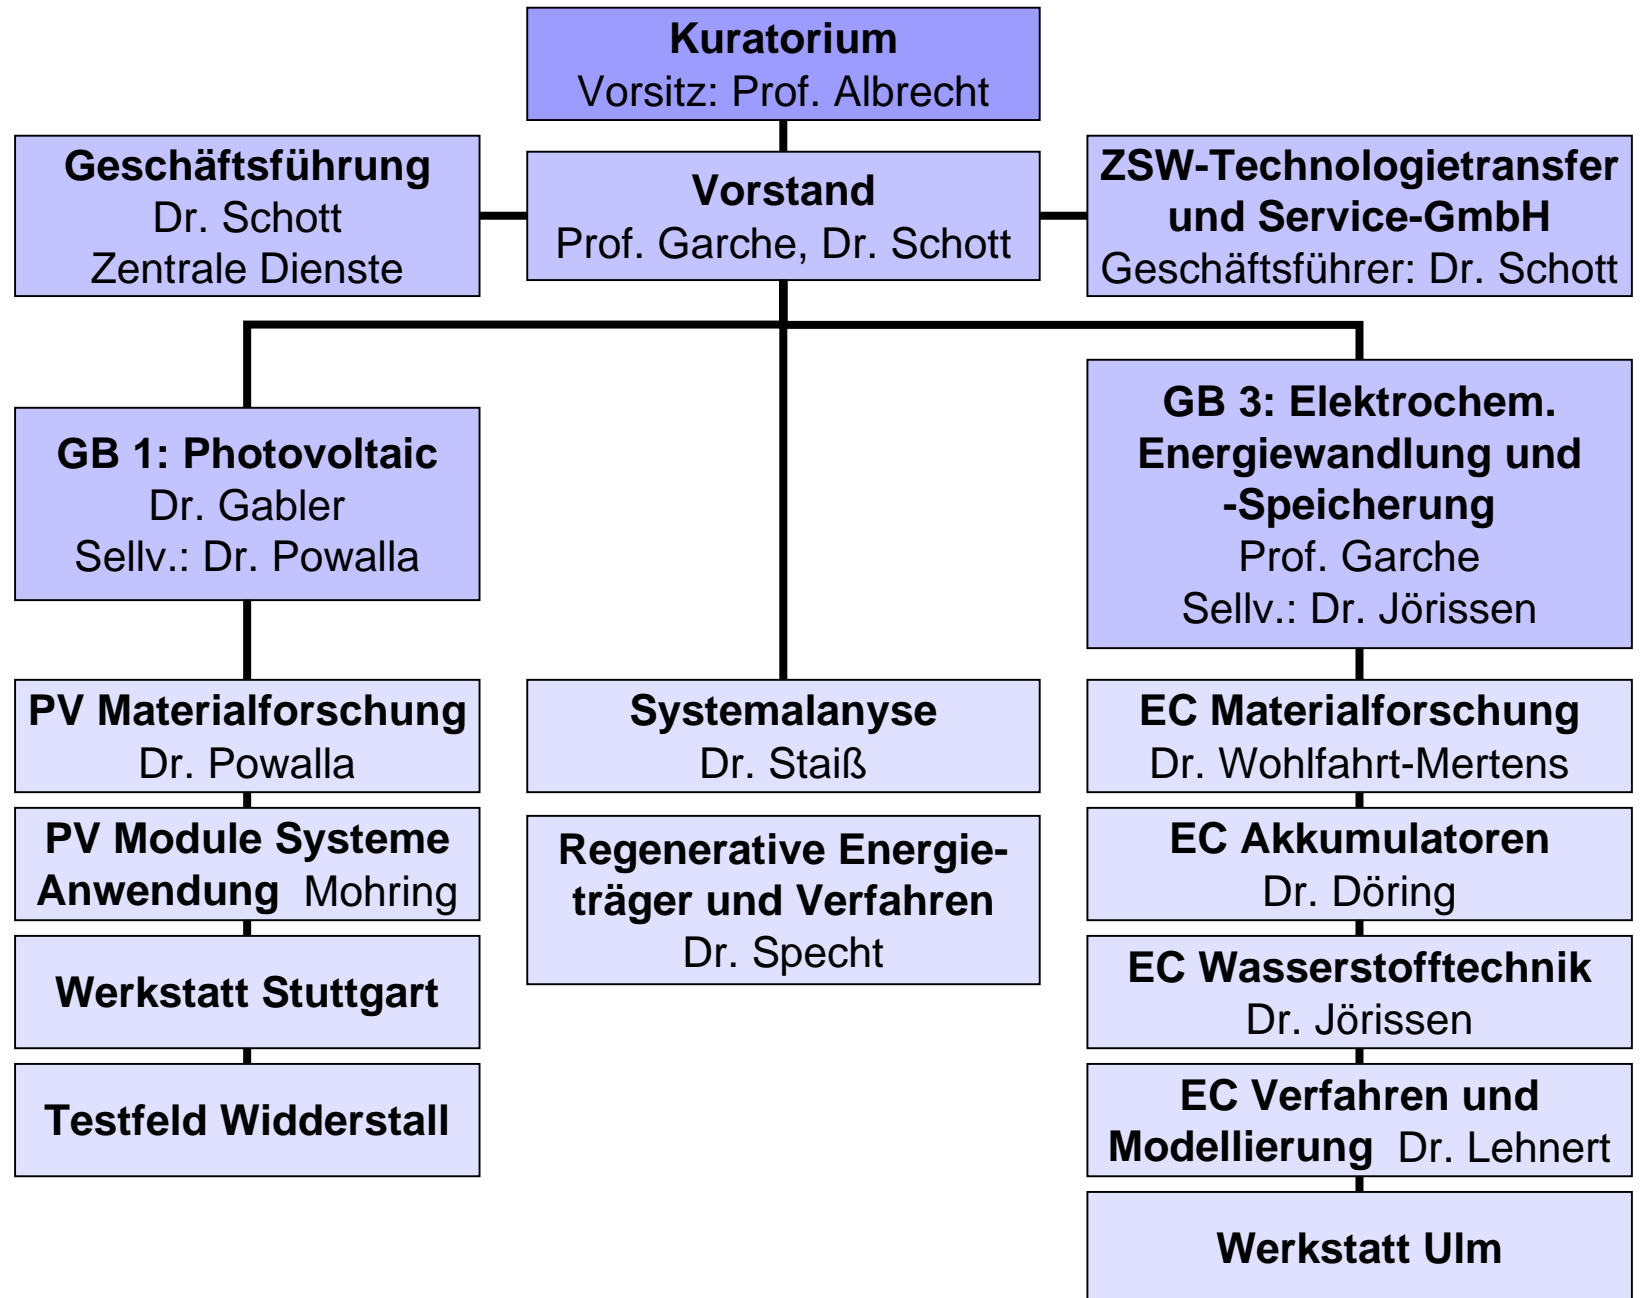 Kuratorium
Vorsitz: Prof. Albrecht
Geschäftsführung
Dr. Schott
Zentrale Dienste
Vorstand
Prof. Garche, Dr. Schott
ZSW-Technologietransfer
und Service-GmbH
Geschäftsführer: Dr. Schott
GB 1: Photovoltaic
Dr. Gabler
Sellv.: Dr. Powalla
GB 3: Elektrochem.
Energiewandlung und
-Speicherung
Prof. Garche
Sellv.: Dr. Jörissen
PV Materialforschung
Dr. Powalla
PV Module Systeme
Anwendung Mohring
Werkstatt Stuttgart
Testfeld Widderstall
Systemalanyse
Dr. Staiß
Regenerative Energie-
träger und Verfahren
Dr. Specht
EC Materialforschung
Dr. Wohlfahrt-Mertens
EC Akkumulatoren
Dr. Döring
EC Wasserstofftechnik
Dr. Jörissen
EC Verfahren und
Modellierung Dr. Lehnert
Werkstatt Ulm